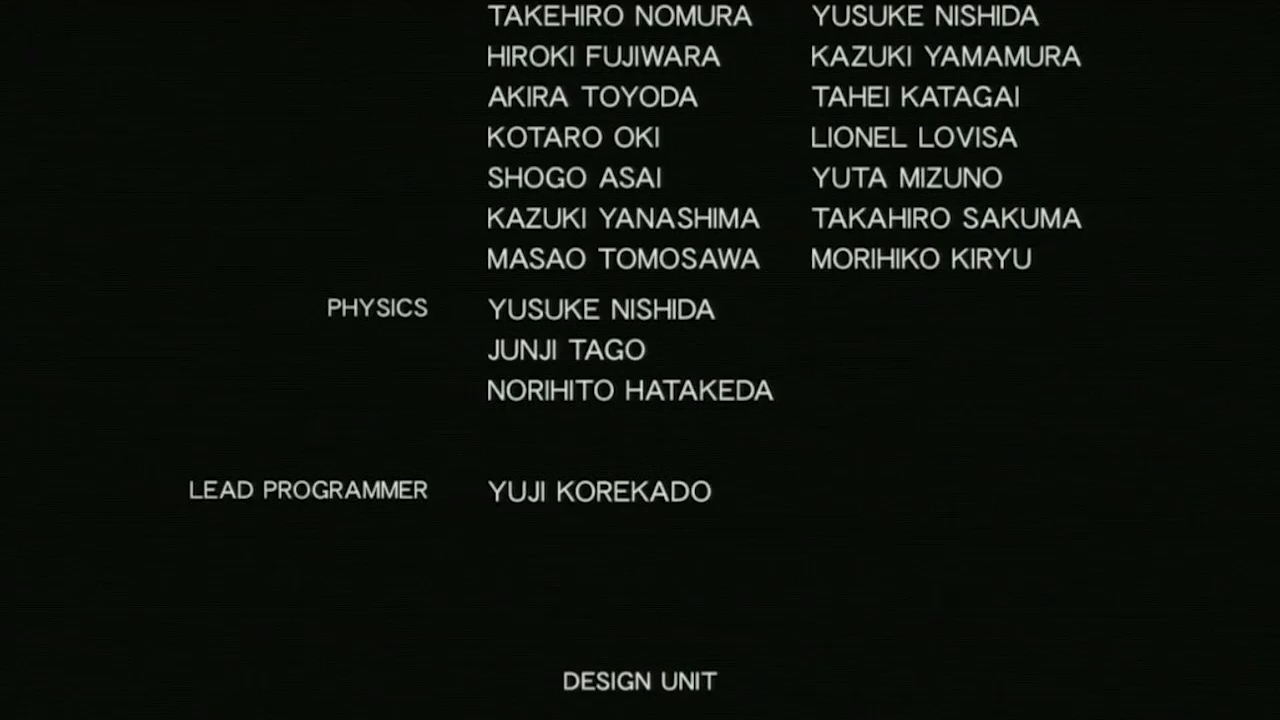 TAKEHIRO NOMURA YUSUKE NISHIDA
HIROKI FUJIWARA KAZUKI YAMAMURA
AKIRA TOYODA TAHEI KATAGAI
KOTARO OKI LIONEL LOVISA
SHOGO ASAI YUTA MIZUNO
KAZUKI YANASHIMA TAKAHIRO SAKUMA
MASAO TOMOSAWA MORIHIKO KIRYU
PHYSICS YUSUKE NISHIDA
JUNJI TAGO
NORIHITO HATAKEDA
LEAD PROGRAMMER YUJI KOREKADO
DESIGN UNIT